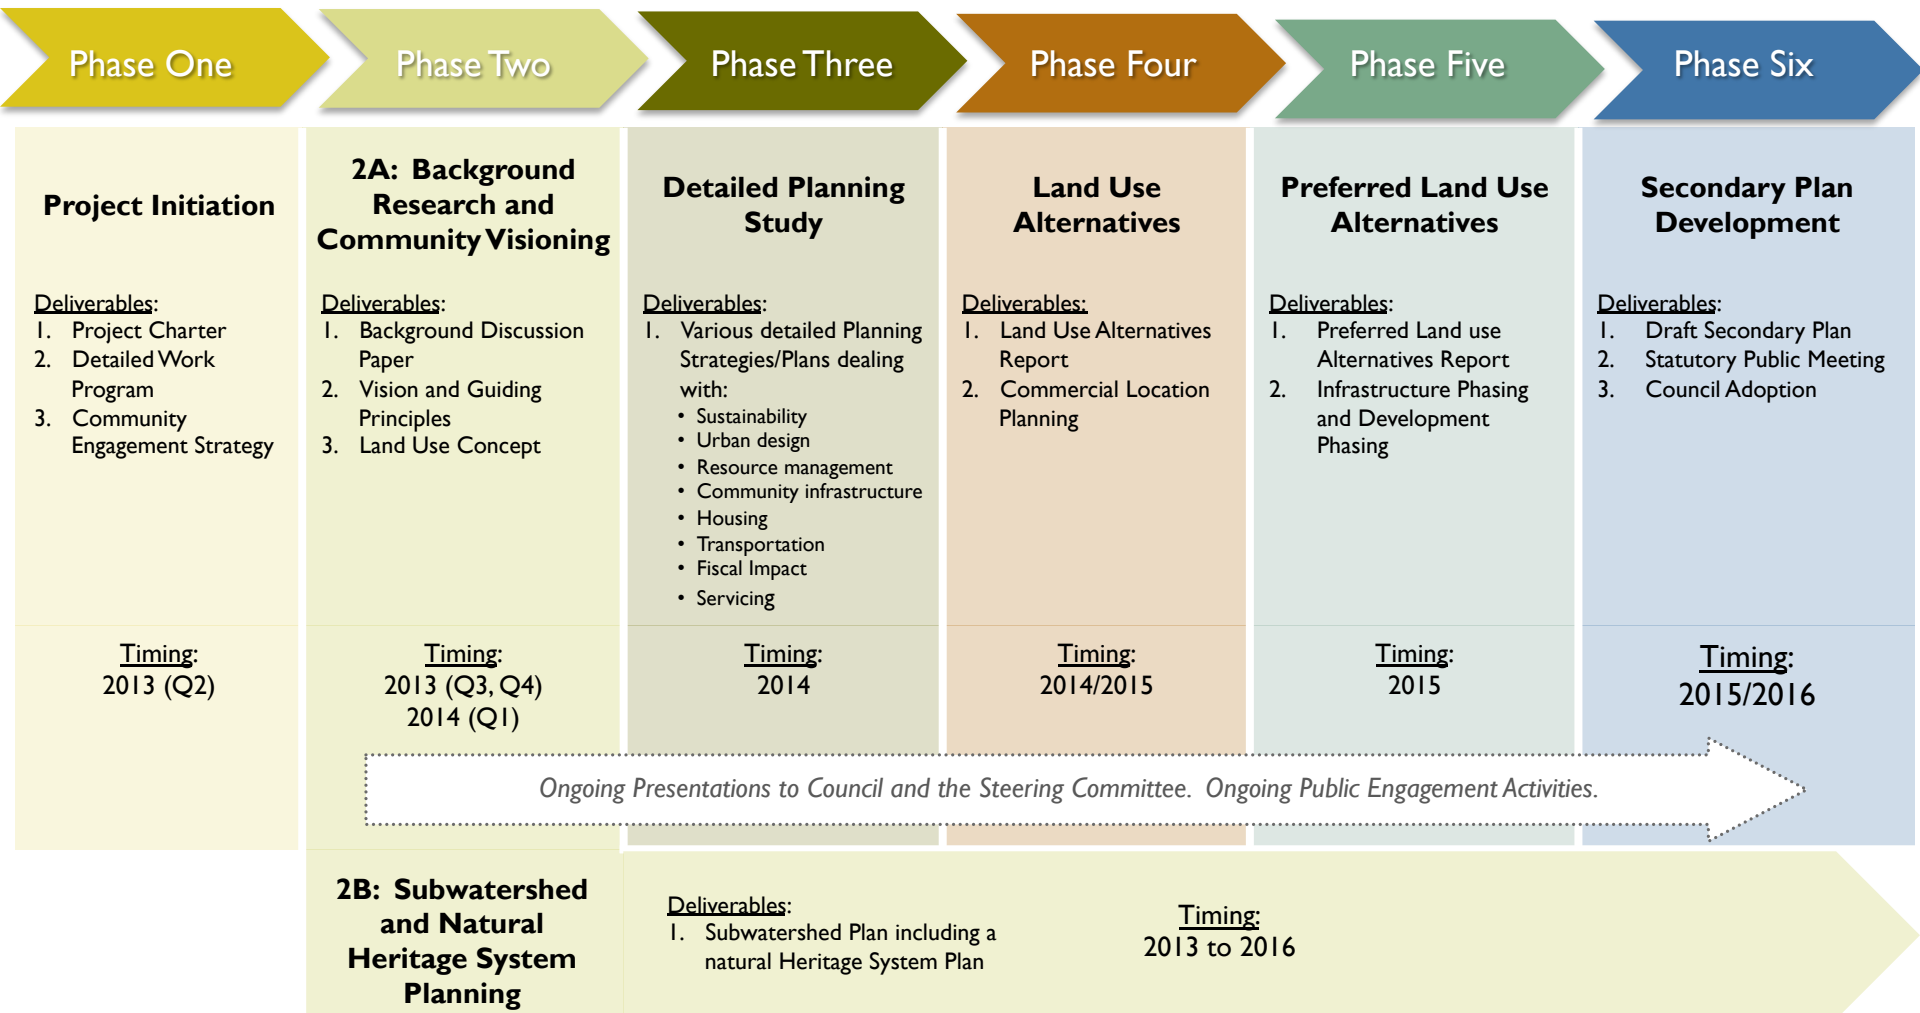 Phase One
Phase Two
Phase Three
Phase Four
Phase Five
Phase Six
Project Initiation
Deliverables:
1. Project Charter
2. Detailed Work
Program
3. Community
Engagement Strategy
Timing:
2013 (Q2)
2A: Background
Research and
Community Visioning
Deliverables:
1. Background Discussion
Paper
2. Vision and Guiding
Principles
3. Land Use Concept
Timing:
2013 (Q3, Q4)
2014 (Q1)
Detailed Planning
Study
Deliverables:
1. Various detailed Planning
Strategies/Plans dealing
with:
• Sustainability
• Urban design
• Resource management
• Community infrastructure
• Housing
• Transportation
• Fiscal Impact
• Servicing
Timing:
2014
Land Use
Alternatives
Deliverables:
1. Land Use Alternatives
Report
2. Commercial Location
Planning
Timing:
2014/2015
Preferred Land Use
Alternatives
Deliverables:
1. Preferred Land use
Alternatives Report
2. Infrastructure Phasing
and Development
Phasing
Timing:
2015
Secondary Plan
Development
Deliverables:
1. Draft Secondary Plan
2. Statutory Public Meeting
3. Council Adoption
Timing:
2015/2016
Ongoing Presentations to Council and the Steering Committee. Ongoing Public Engagement Activities.
2B: Subwatershed
and Natural
Heritage System
Planning
Deliverables:
1. Subwatershed Plan including a
natural Heritage System Plan
Timing:
2013 to 2016